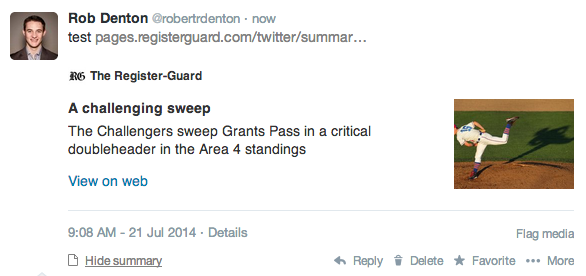 Rob Denton @robertrdenton · now
test pages.registerguard.com/twitter/summar…
RG The Register-Guard
A challenging sweep
The Challengers sweep Grants Pass in a critical
doubleheader in the Area 4 standings
View on web
9:08 AM - 21 Jul 2014 · Details
Flag media
Hide summary
Reply Delete Favorite ••• More